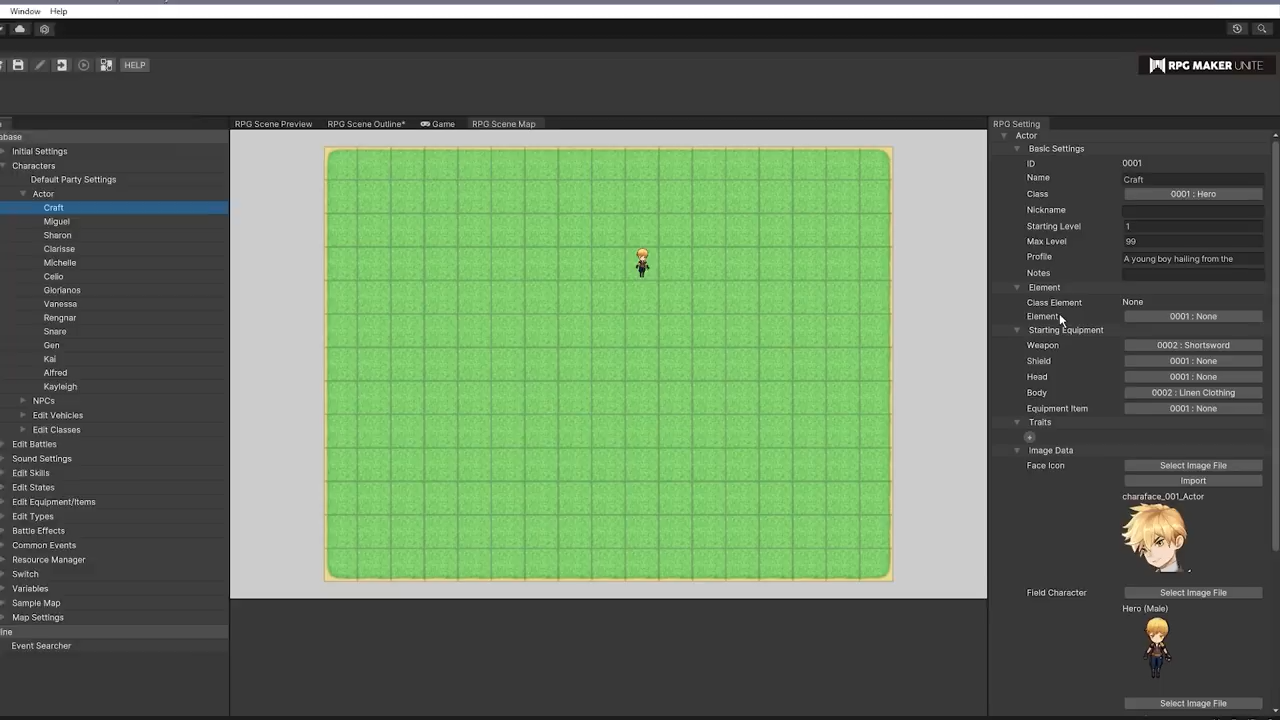 Window Help
HELP
RPG MAKER UNITE
RPG Scene Preview RPG Scene Outline* Game RPG Scene Map
RPG Setting
abase
Initial Settings
Characters
Default Party Settings
Actor
Craft
Miguel
Sharon
Clarisse
Michelle
Celio
Glorianos
Vanessa
Rengnar
Snare
Gen
Kai
Alfred
Kayleigh
NPCs
Edit Vehicles
Edit Classes
Edit Battles
Sound Settings
Edit Skills
Edit States
Edit Equipment/Items
Edit Types
Battle Effects
Common Events
Resource Manager
Switch
Variables
Sample Map
Map Settings
line
Event Searcher
Actor
Basic Settings
ID 0001
Name Craft
Class 0001 : Hero
Nickname
Starting Level 1
Max Level 99
Profile A young boy hailing from the
Notes
Element
Class Element None
Element 0001 : None
Starting Equipment
Weapon 0002 : Shortsword
Shield 0001 : None
Head 0001 : None
Body 0002 : Linen Clothing
Equipment Item 0001 : None
Traits
+
Image Data
Face Icon Select Image File
Import
charaface_001_Actor
Field Character Select Image File
Hero (Male)
Select Image File